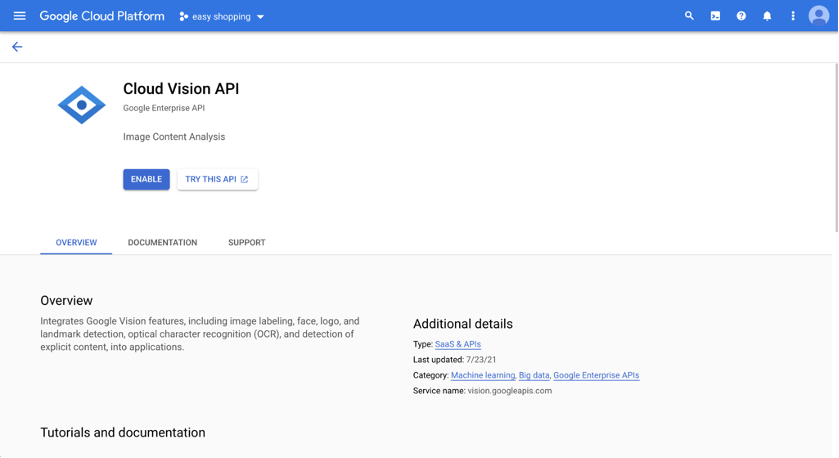 Google Cloud Platform
easy shopping
Cloud Vision API
Google Enterprise API
Image Content Analysis
ENABLE
TRY THIS API
OVERVIEW
DOCUMENTATION
SUPPORT
Overview
Integrates Google Vision features, including image labeling, face, logo, and
landmark detection, optical character recognition (OCR), and detection of
explicit content, into applications.
Additional details
Type: SaaS & APIs
Last updated: 7/23/21
Category: Machine learning, Big data, Google Enterprise APIs
Service name: vision.googleapis.com
Tutorials and documentation